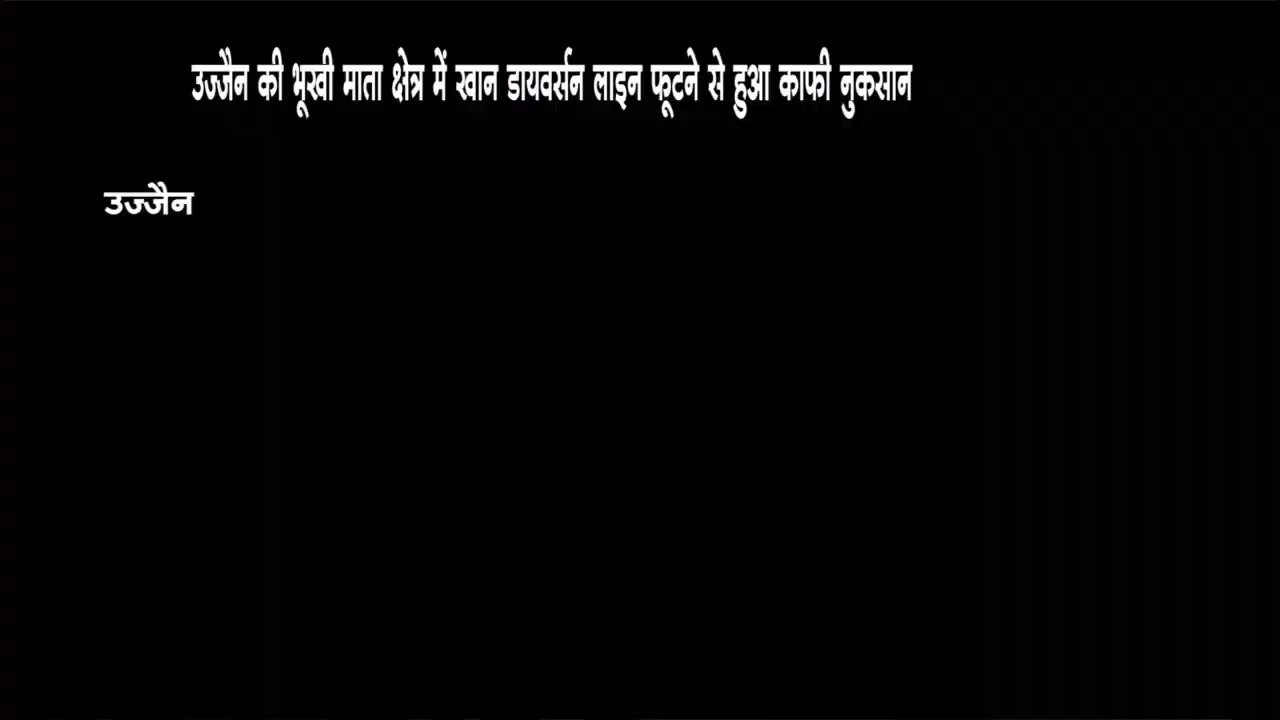 उज्जैन की भूखी माता क्षेत्र में खान डायवर्सन लाइन फूटने से हुआ काफी नुकसान
उज्जैन